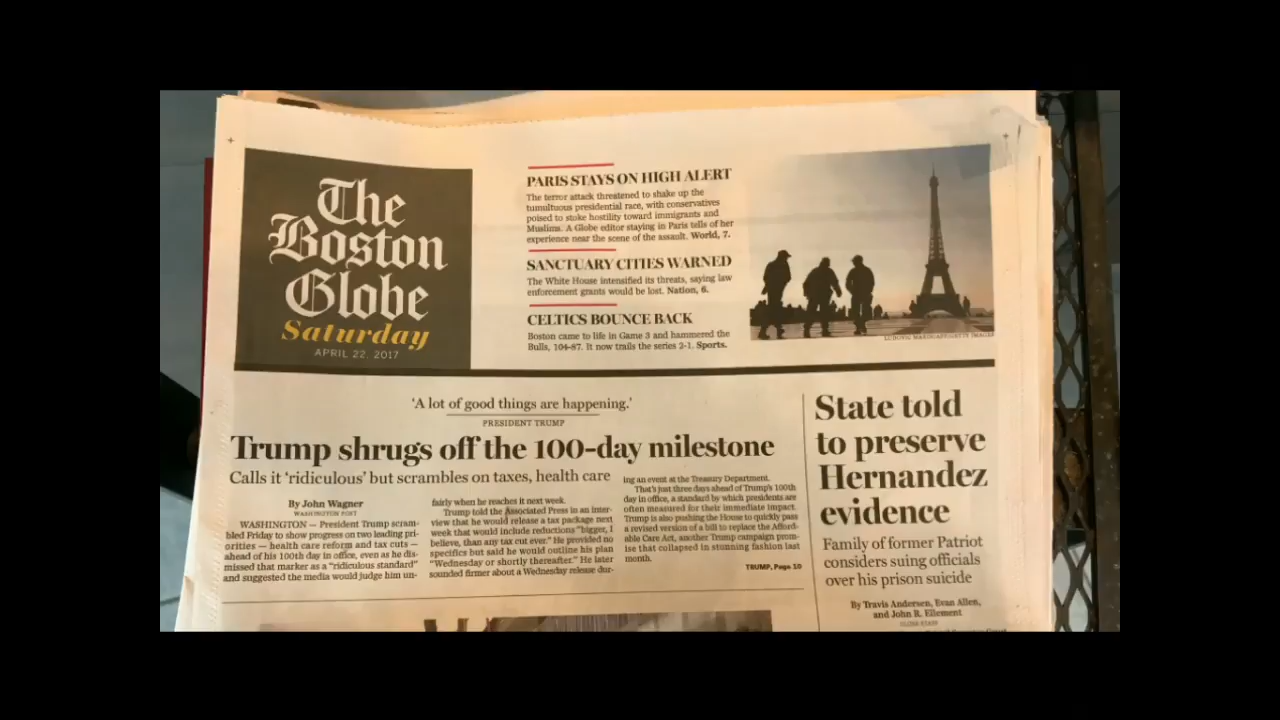 The
Boston
Globe
Saturday
APRIL 22, 2017
PARIS STAYS ON HIGH ALERT
The terror attack threatened to shake up the
tumultuous presidential race, with conservatives
poised to stoke hostility toward immigrants and
Muslims. A Globe editor staying in Paris tells of her
experience near the scene of the assault. World, 7.
SANCTUARY CITIES WARNED
The White House intensified its threats, saying law
enforcement grants would be lost. Nation, 6.
CELTICS BOUNCE BACK
Boston came to life in Game 3 and hammered the
Bulls, 104-87. It now trails the series 2-1. Sports.
'A lot of good things are happening.'
PRESIDENT TRUMP
Trump shrugs off the 100-day milestone
Calls it 'ridiculous' but scrambles on taxes, health care
By John Wagner
WASHINGTON POST
WASHINGTON — President Trump scram-
bled Friday to show progress on two leading pri-
orities — health care reform and tax cuts —
ahead of his 100th day in office, even as he dis-
missed that marker as a "ridiculous standard"
and suggested the media would judge him un-
fairly when he reaches it next week.
Trump told the Associated Press in an inter-
view that he would release a tax package next
week that would include reductions "bigger, I
believe, than any tax cut ever." He provided no
specifics but said he would outline his plan
"Wednesday or shortly thereafter." He later
sounded firmer about a Wednesday release dur-
ing an event at the Treasury Department.
That's just three days ahead of Trump's 100th
day in office, a standard by which presidents are
often measured for their immediate impact.
Trump is also pushing the House to quickly pass
a revised version of a bill to replace the Afford-
able Care Act, another Trump campaign prom-
ise that collapsed in stunning fashion last
month.
TRUMP, Page 10
State told
to preserve
Hernandez
evidence
Family of former Patriot
considers suing officials
over his prison suicide
By Travis Andersen, Evan Allen,
and John R. Ellement
GLOBE STAFF